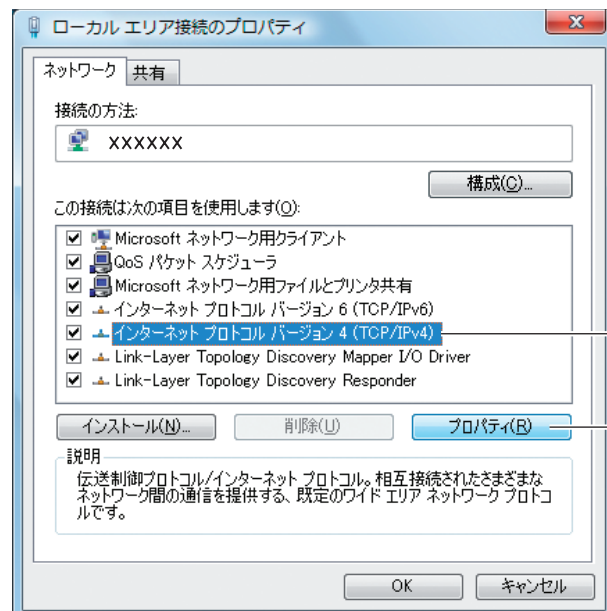 ローカル エリア接続のプロパティ
ネットワーク 共有
接続の方法:
XXXXXX
構成(C)...
この接続は次の項目を使用します(O):
Microsoft ネットワーク用クライアント
QoS パケット スケジューラ
Microsoft ネットワーク用ファイルとプリンタ共有
インターネット プロトコル バージョン 6 (TCP/IPv6)
インターネット プロトコル バージョン 4 (TCP/IPv4)
Link-Layer Topology Discovery Mapper I/O Driver
Link-Layer Topology Discovery Responder
インストール(N)... 削除(U) プロパティ(R)
説明
伝送制御プロトコル/インターネット プロトコル。相互接続されたさまざまな
ネットワーク間の通信を提供する、既定のワイド エリア ネットワーク プロトコ
ルです。
OK キャンセル